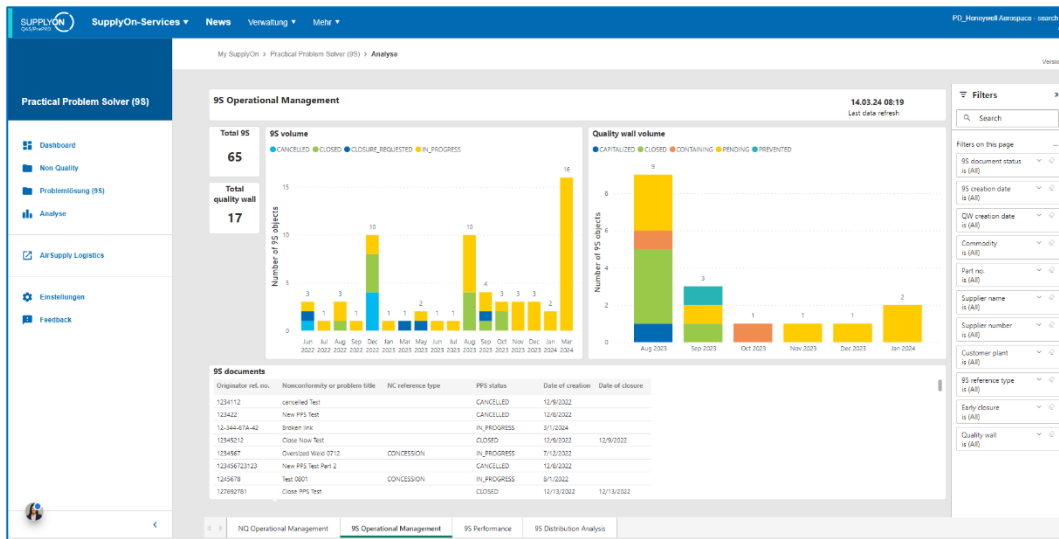 SUPPLYON
SupplyOn-Services ▾ News Verwaltung ▾ Mehr ▾ PD_Honeywell Aerospace - ssearch
My SupplyOn > Practical Problem Solver (9S) > Analyse
Versio
Practical Problem Solver (9S)
Dashboard
Non Quality
Problemlösung (9S)
Analyse
AirSupply Logistics
Einstellungen
Feedback
9S Operational Management
14.03.24 08:19
Last data refresh
Total 9S
65
Total
quality wall
17
9S volume
CANCELLED CLOSED CLOSURE_REQUESTED IN_PROGRESS
Number of 9S objects
15
10
5
0
3 1 3 1 10 1 1 2 1 1 10 4 3 3 3 2 16
Jun Jul Aug Sep Dec Jan Mar May Jun Jul Aug Sep Oct Nov Dec Jan Mar
2022 2022 2022 2022 2022 2023 2023 2023 2023 2023 2023 2023 2023 2023 2023 2024 2024
Quality wall volume
CAPITALIZED CLOSED CONTAINING PENDING PREVENTED
Number of 9S objects
8
6
4
2
0
9 3 1 1 1 2
Aug 2023 Sep 2023 Oct 2023 Nov 2023 Dec 2023 Jan 2024
9S documents
Originator ref. no. Nonconformity or problem title NC reference type PPS status Date of creation Date of closure
1234112 cancelled Test CANCELLED 12/9/2022
123422 New PPS Test CANCELLED 12/8/2022
12-344-67A-42 Broken link IN_PROGRESS 3/1/2024
12345212 Close Now Test CLOSED 12/9/2022 12/9/2022
1234567 Oversized Weld 0712 CONCESSION IN_PROGRESS 7/12/2022
123456723123 New PPS Test Part 2 CANCELLED 12/8/2022
1245678 Test 0801 CONCESSION IN_PROGRESS 8/1/2022
127692781 Close PPS Test CLOSED 12/13/2022 12/13/2022
NQ Operational Management 9S Operational Management 9S Performance 9S Distribution Analysis
Filters
Search
Filters on this page
9S document status
is (All)
9S creation date
is (All)
QW creation date
is (All)
Commodity
is (All)
Part no.
is (All)
Supplier name
is (All)
Supplier number
is (All)
Customer plant
is (All)
9S reference type
is (All)
Early closure
is (All)
Quality wall
is (All)